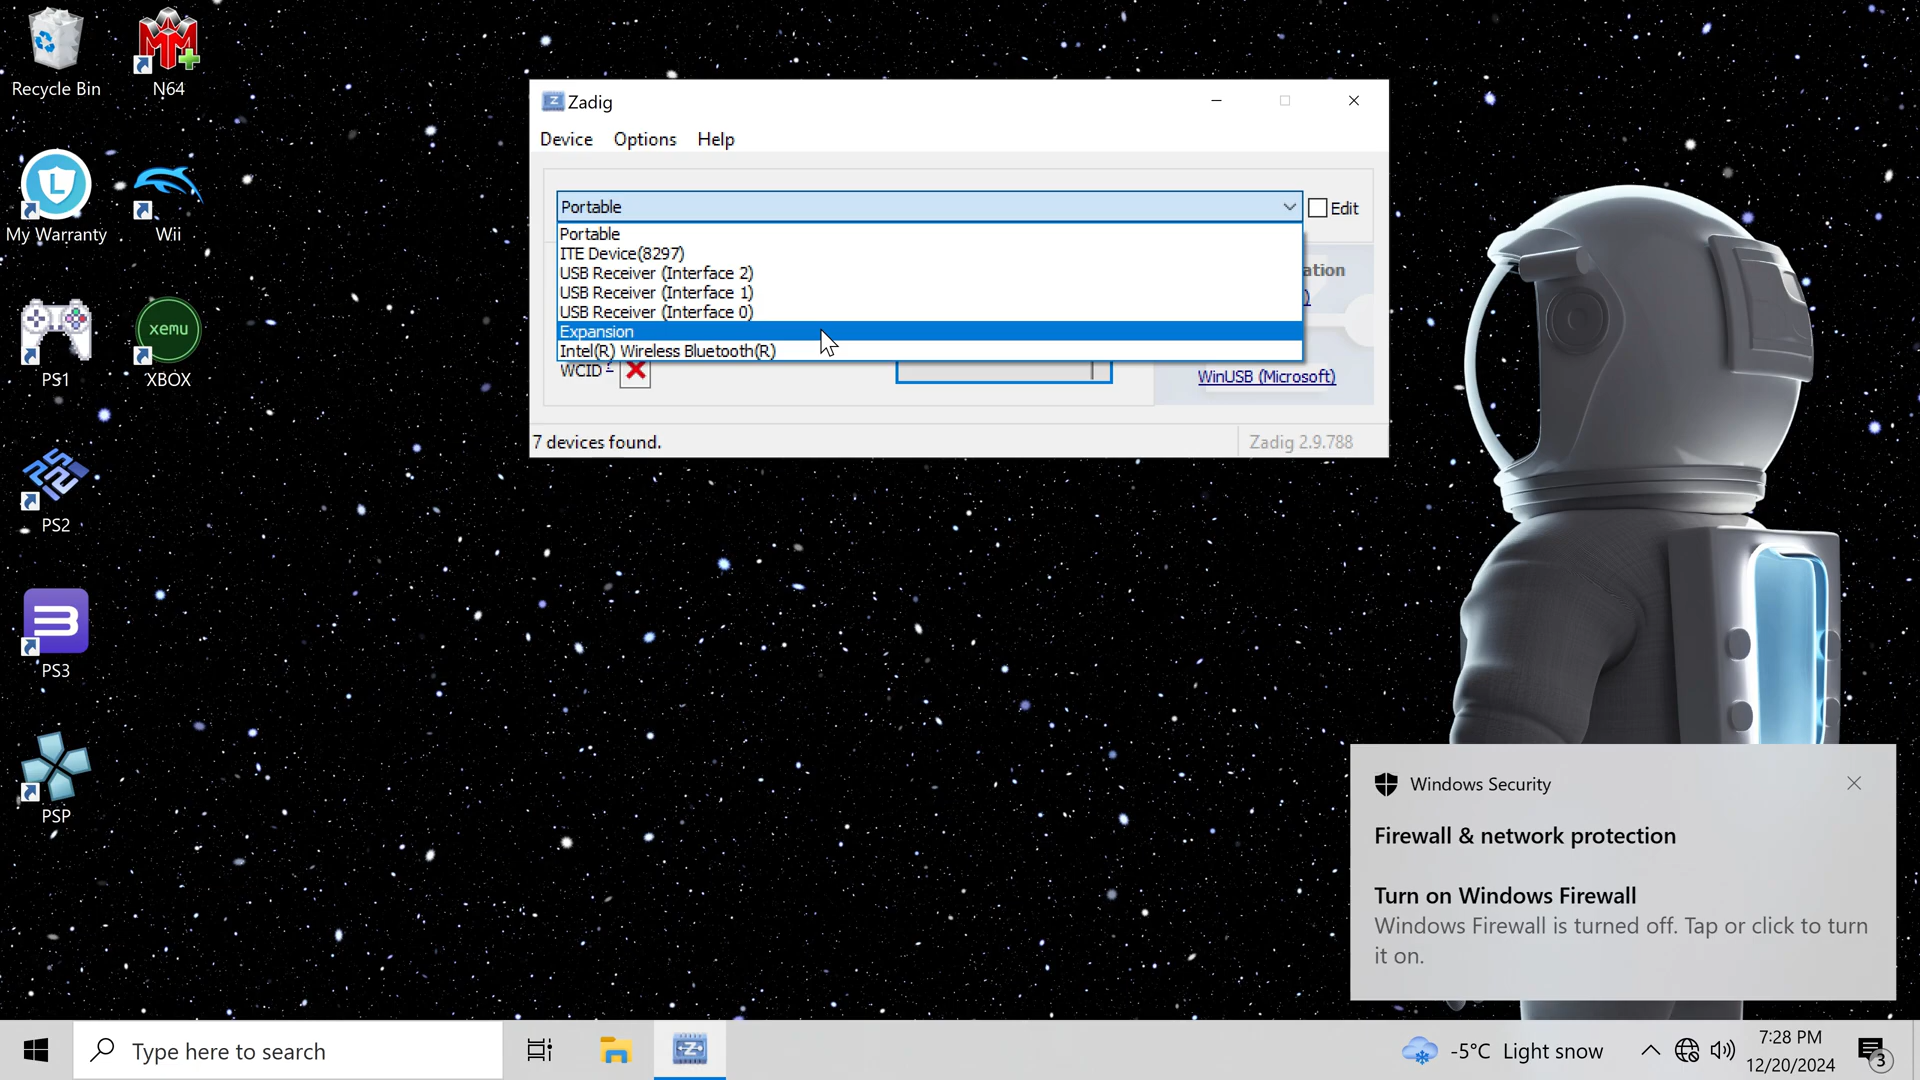 Recycle Bin
N64
My Warranty
Wii
PS1
xemu
XBOX
PS2
PS3
PSP
Zadig
Device Options Help
Portable
Edit
Portable
ITE Device(8297)
USB Receiver (Interface 2)
USB Receiver (Interface 1)
USB Receiver (Interface 0)
Expansion
Intel(R) Wireless Bluetooth(R)
ation
)
WCID ?
WinUSB (Microsoft)
7 devices found.
Zadig 2.9.788
Windows Security
Firewall & network protection
Turn on Windows Firewall
Windows Firewall is turned off. Tap or click to turn
it on.
Type here to search
-5°C Light snow
7:28 PM
12/20/2024
3